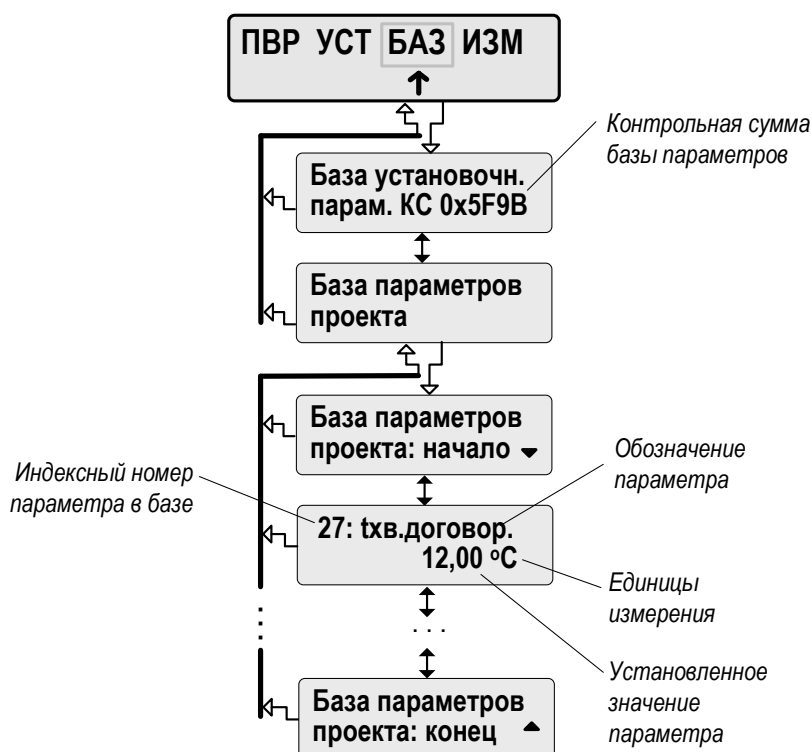 ПВР УСТ БАЗ ИЗМ
Контрольная сумма
базы параметров
База установочн.
парам. КС 0x5F9B
База параметров
проекта
База параметров
проекта: начало
Обозначение
параметра
Индексный номер
параметра в базе
27: tхв.договор.
12,00 ºC
Единицы
измерения
. . .
Установленное
значение
параметра
База параметров
проекта: конец